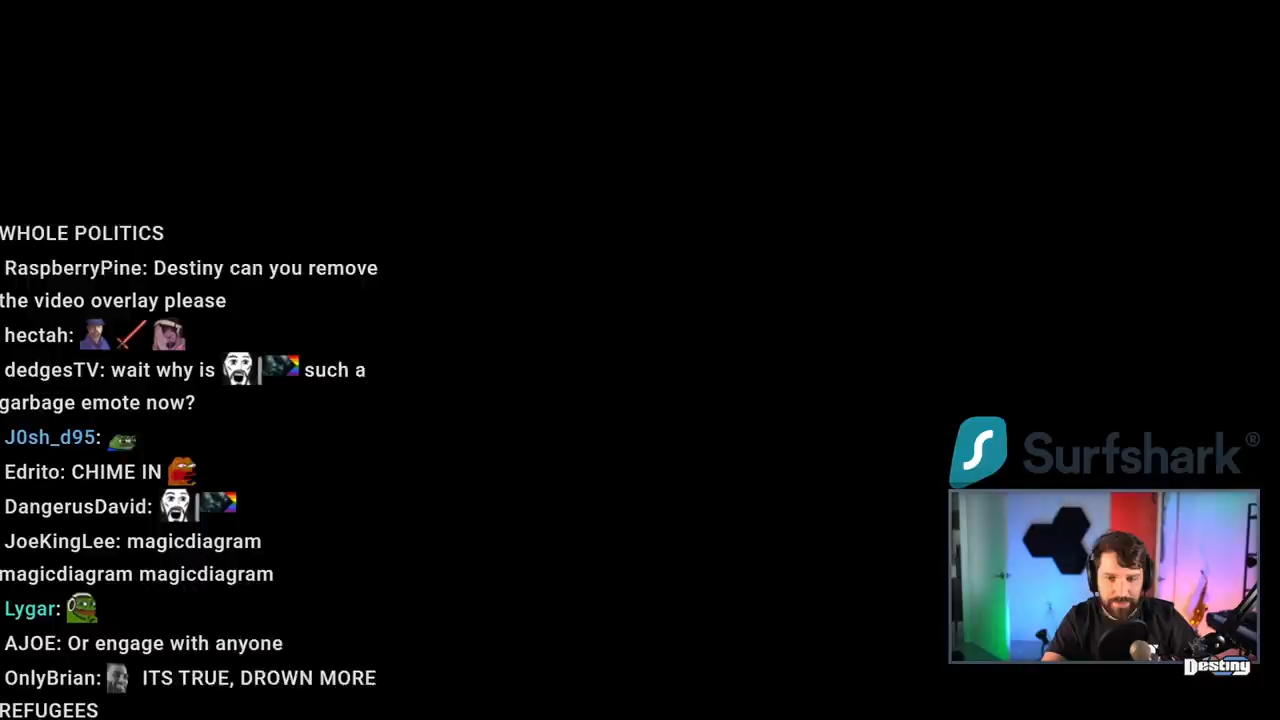 WHOLE POLITICS
RaspberryPine: Destiny can you remove
the video overlay please
hectah:
dedgesTV: wait why is such a
garbage emote now?
J0sh_d95:
Edrito: CHIME IN
DangerusDavid:
JoeKingLee: magicdiagram
magicdiagram magicdiagram
Lygar:
AJOE: Or engage with anyone
OnlyBrian: ITS TRUE, DROWN MORE
REFUGEES
Surfshark®
Destiny